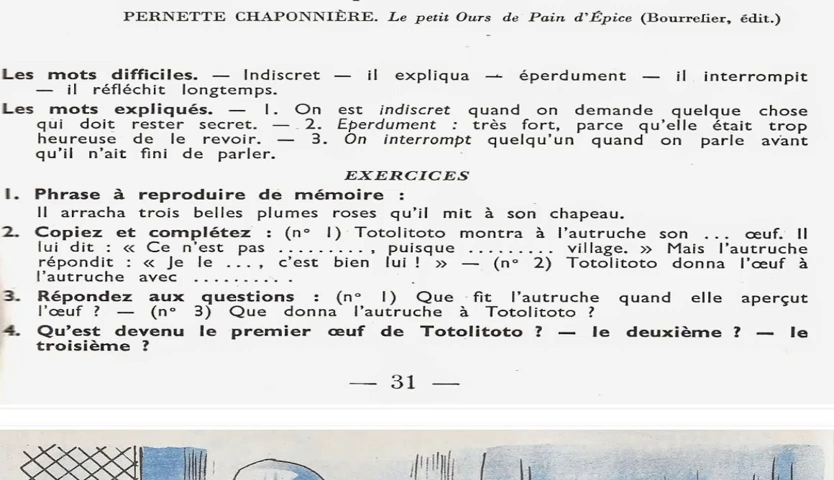 PERNETTE CHAPONNIÈRE. Le petit Ours de Pain d'Épice (Bourrelier, édit.)
Les mots difficiles. — Indiscret — il expliqua — éperdument — il interrompit
— il réfléchit longtemps.
Les mots expliqués. — 1. On est indiscret quand on demande quelque chose
qui doit rester secret. — 2. Eperdument : très fort, parce qu'elle était trop
heureuse de le revoir. — 3. On interrompt quelqu'un quand on parle avant
qu'il n'ait fini de parler.
EXERCICES
1. Phrase à reproduire de mémoire :
Il arracha trois belles plumes roses qu'il mit à son chapeau.
2. Copiez et complétez : (n° 1) Totolitoto montra à l'autruche son ... œuf. Il
lui dit : « Ce n'est pas .........., puisque ......... village. » Mais l'autruche
répondit : « Je le ..., c'est bien lui ! » — (n° 2) Totolitoto donna l'œuf à
l'autruche avec ..........
3. Répondez aux questions : (n° 1) Que fit l'autruche quand elle aperçut
l'œuf ? — (n° 3) Que donna l'autruche à Totolitoto ?
4. Qu'est devenu le premier œuf de Totolitoto ? — le deuxième ? — le
troisième ?
— 31 —